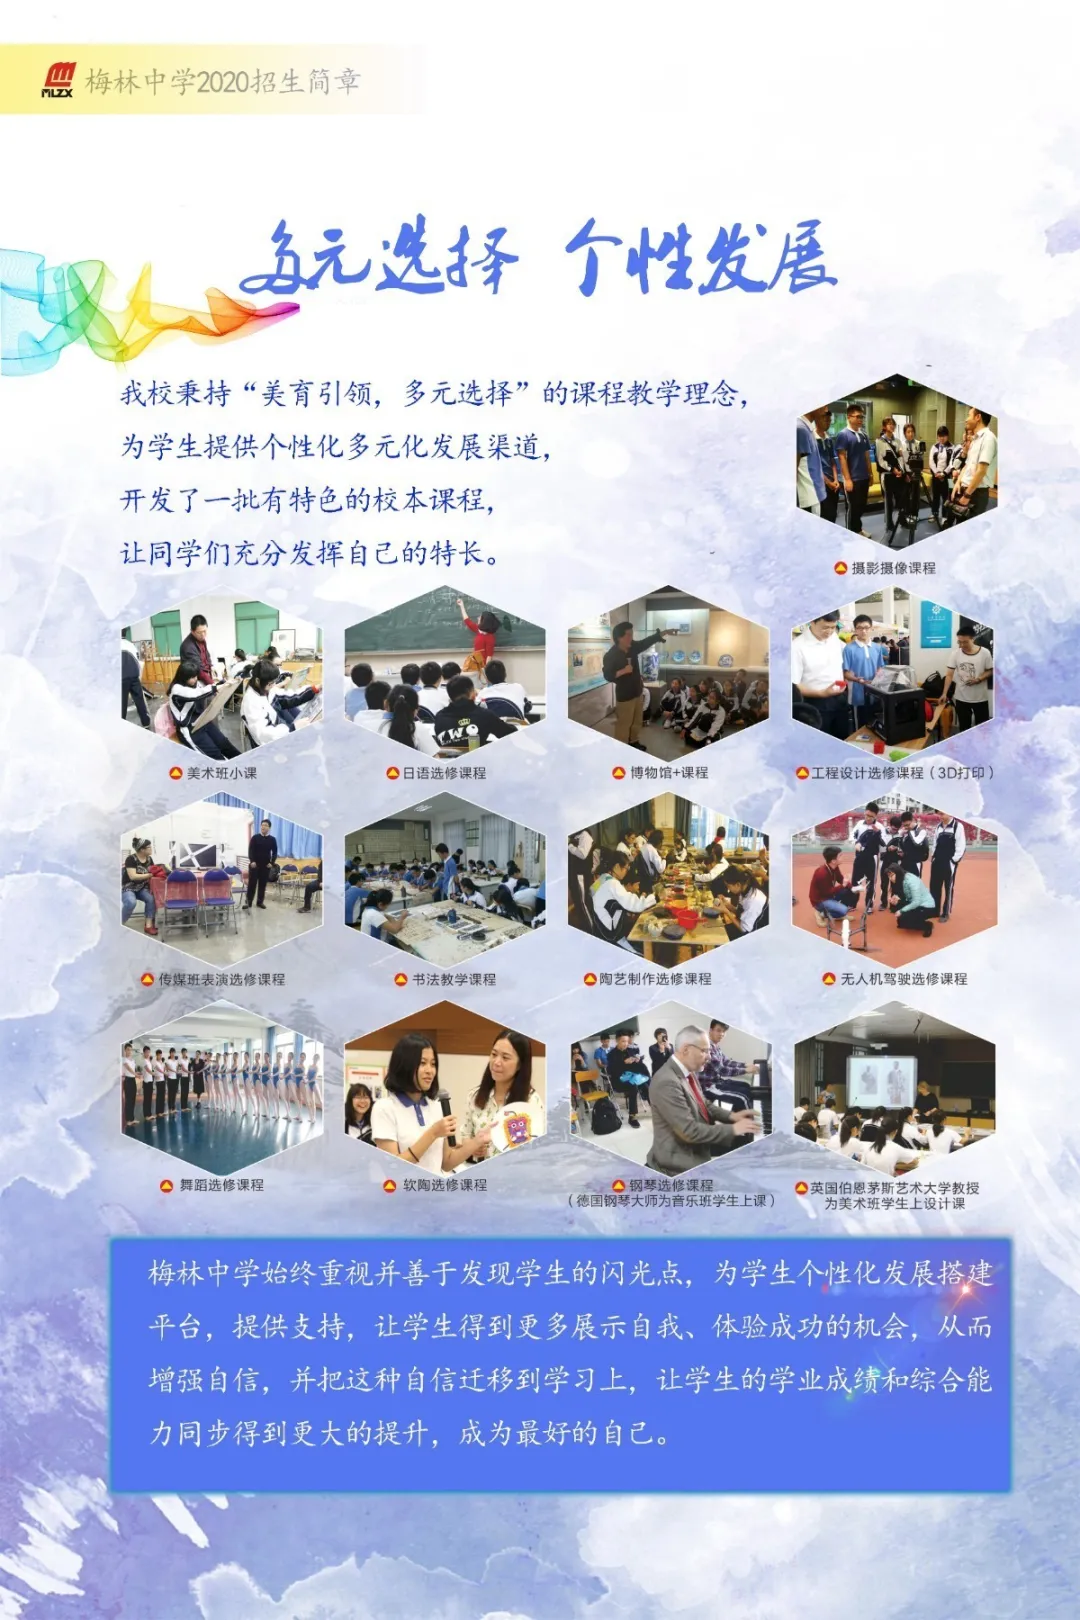 MLZX
梅林中学2020招生简章
多元选择 个性发展
我校秉持“美育引领，多元选择”的课程教学理念，
为学生提供个性化多元化发展渠道，
开发了一批有特色的校本课程，
让同学们充分发挥自己的特长。
摄影摄像课程
美术班小课
日语选修课程
博物馆+课程
工程设计选修课程（3D打印）
传媒班表演选修课程
书法教学课程
陶艺制作选修课程
无人机驾驶选修课程
舞蹈选修课程
软陶选修课程
钢琴选修课程
（德国钢琴大师为音乐班学生上课）
英国伯恩茅斯艺术大学教授
为美术班学生上设计课
梅林中学始终重视并善于发现学生的闪光点，为学生个性化发展搭建
平台，提供支持，让学生得到更多展示自我、体验成功的机会，从而
增强自信，并把这种自信迁移到学习上，让学生的学业成绩和综合能
力同步得到更大的提升，成为最好的自己。